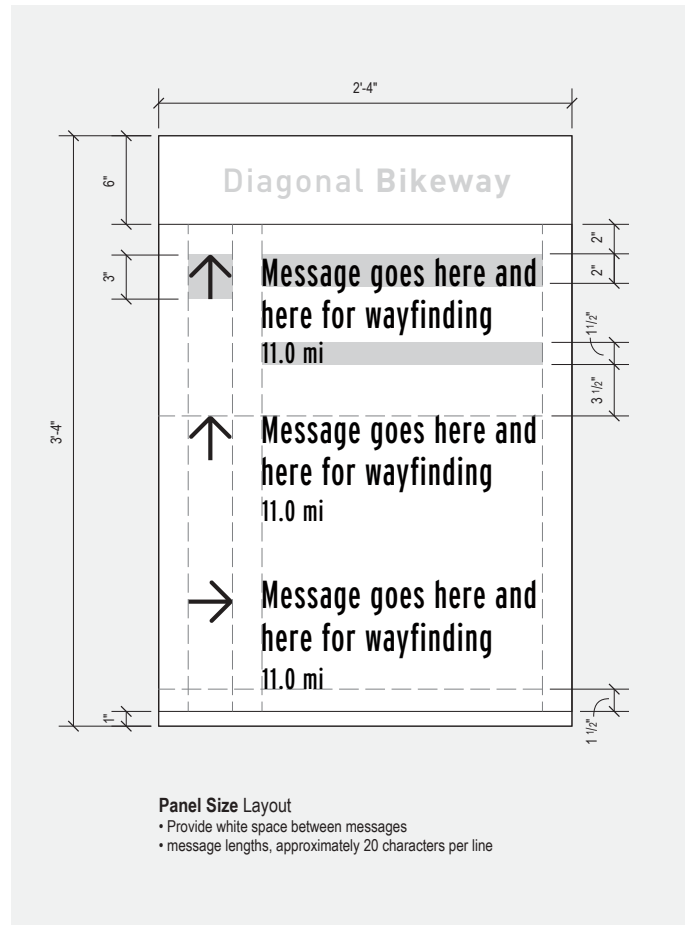 2'-4"
6"
Diagonal Bikeway
2"
3"
2"
Message goes here and
here for wayfinding
1 1/2"
11.0 mi
3 1/2"
3'-4"
Message goes here and
here for wayfinding
11.0 mi
Message goes here and
here for wayfinding
11.0 mi
1"
1 1/2"
Panel Size Layout
• Provide white space between messages
• message lengths, approximately 20 characters per line